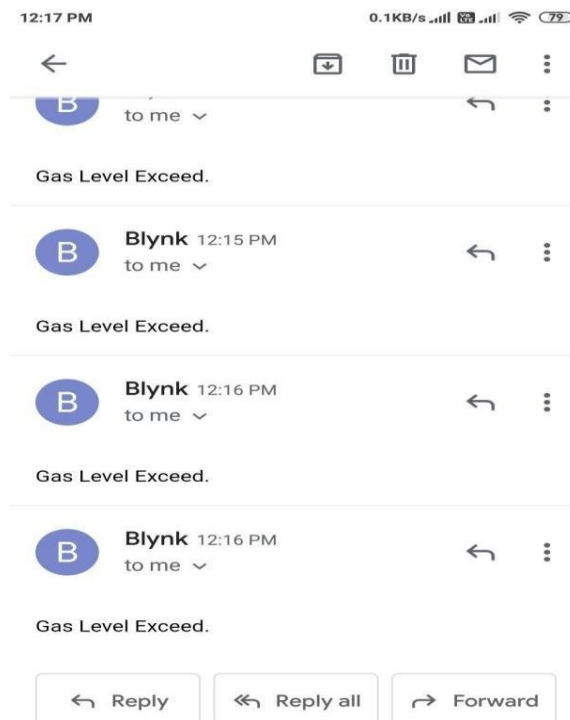 12:17 PM
0.1KB/s
79
B
to me
Gas Level Exceed.
B
Blynk 12:15 PM
to me
Gas Level Exceed.
B
Blynk 12:16 PM
to me
Gas Level Exceed.
B
Blynk 12:16 PM
to me
Gas Level Exceed.
Reply
Reply all
Forward